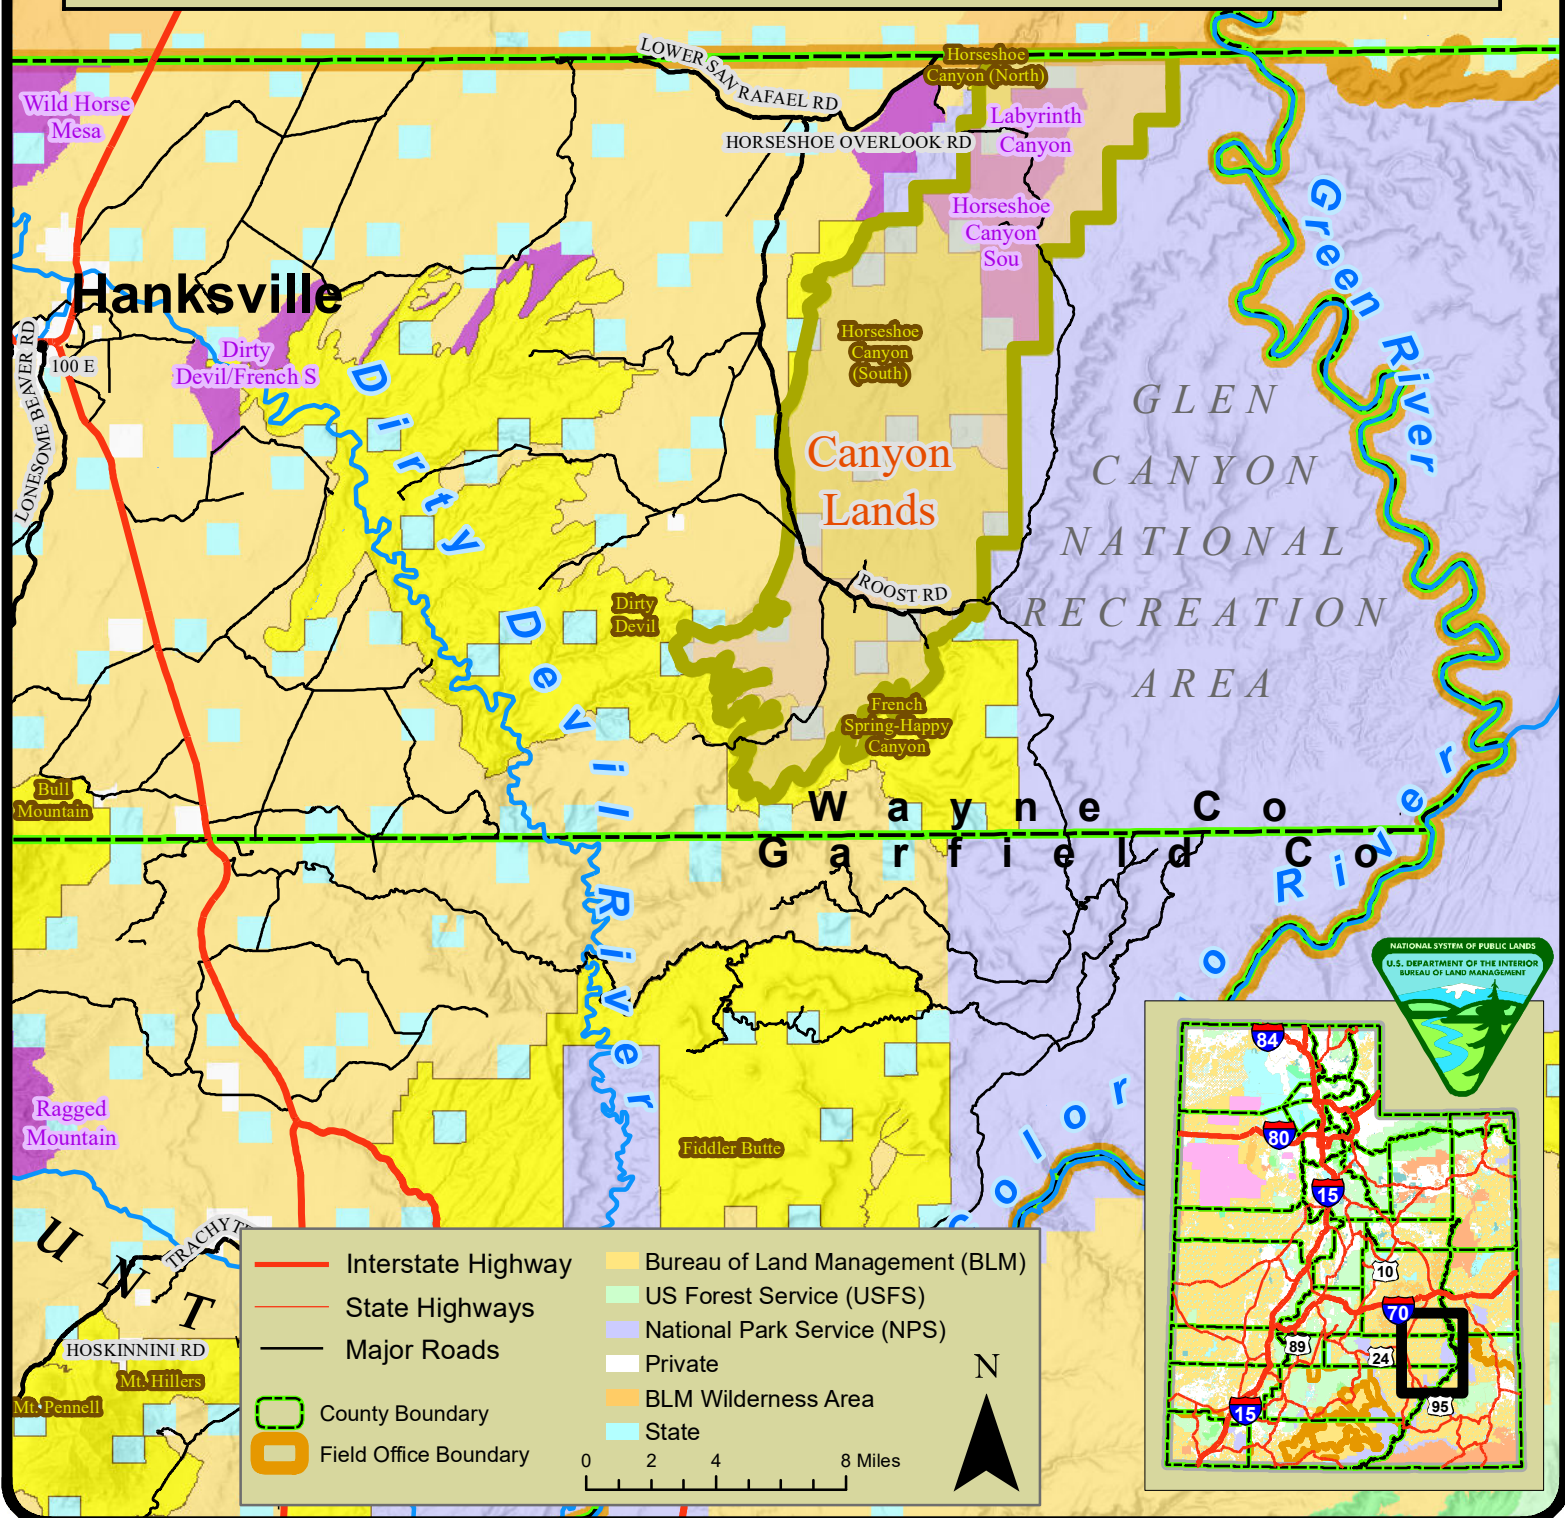 LOWER SAN RAFAEL RD
Horseshoe
Canyon (North)
Wild Horse
Mesa
Labyrinth
Canyon
HORSESHOE OVERLOOK RD
Horseshoe
Canyon
Sou
Green River
Hanksville
LONESOME BEAVER RD
100 E
Dirty
Devil/French S
Horseshoe
Canyon
(South)
Dirty Devil River
Canyon
Lands
GLEN
CANYON
NATIONAL
RECREATION
AREA
ROOST RD
Dirty
Devil
French
Spring-Happy
Canyon
Bull
Mountain
Wayne Co
Garfield Co
olor o River
Ragged
Mountain
Fiddler Butte
UNT
TRACHYT
HOSKINNINI RD
Mt. Hillers
Mt. Pennell
Interstate Highway
State Highways
Major Roads
County Boundary
Field Office Boundary
Bureau of Land Management (BLM)
US Forest Service (USFS)
National Park Service (NPS)
Private
BLM Wilderness Area
State
0 2 4 8 Miles
N
NATIONAL SYSTEM OF PUBLIC LANDS
U.S. DEPARTMENT OF THE INTERIOR
BUREAU OF LAND MANAGEMENT
84
80
15
10
70
89
24
15
95